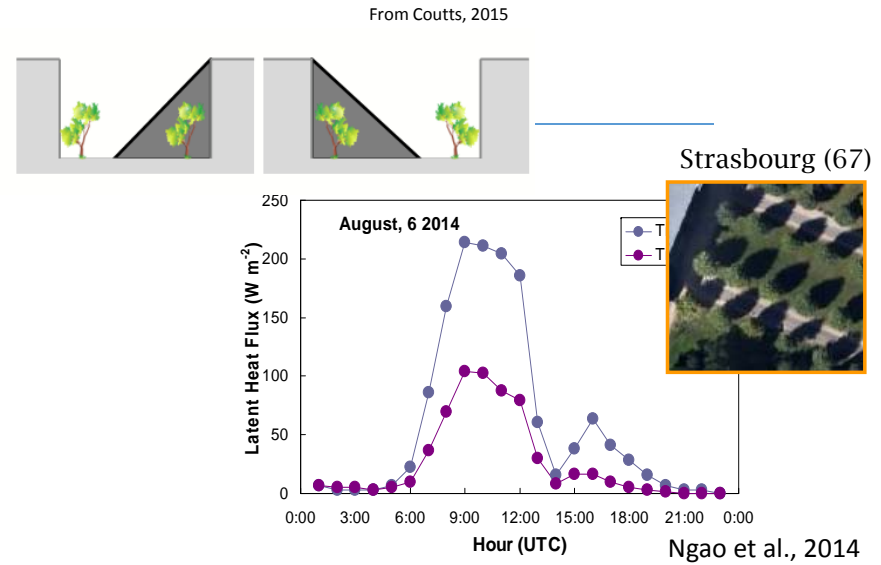 From Coutts, 2015
Strasbourg (67)
August, 6 2014
T
T
Latent Heat Flux (W m⁻²)
250
200
150
100
50
0
0:00 3:00 6:00 9:00 12:00 15:00 18:00 21:00 0:00
Hour (UTC)
Ngao et al., 2014